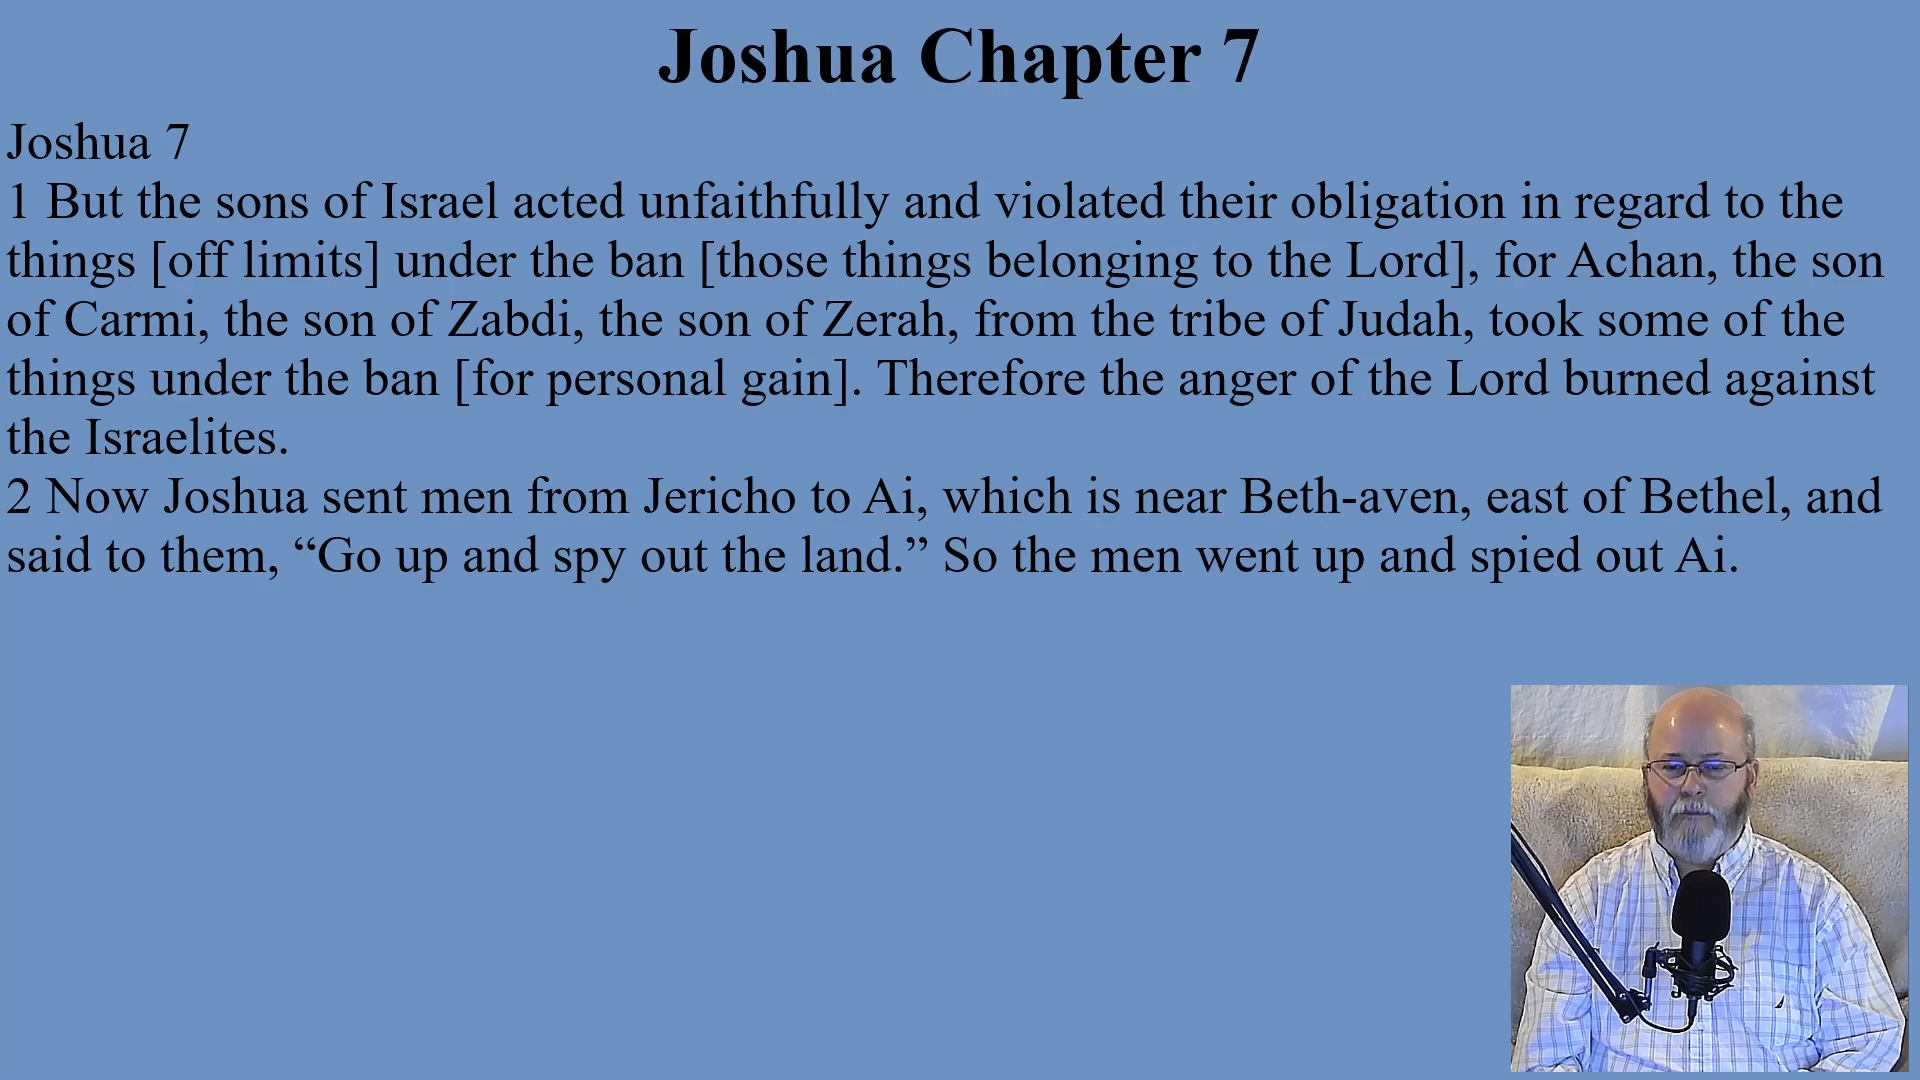 Joshua Chapter 7
Joshua 7
1 But the sons of Israel acted unfaithfully and violated their obligation in regard to the
things [off limits] under the ban [those things belonging to the Lord], for Achan, the son
of Carmi, the son of Zabdi, the son of Zerah, from the tribe of Judah, took some of the
things under the ban [for personal gain]. Therefore the anger of the Lord burned against
the Israelites.
2 Now Joshua sent men from Jericho to Ai, which is near Beth-aven, east of Bethel, and
said to them, “Go up and spy out the land.” So the men went up and spied out Ai.